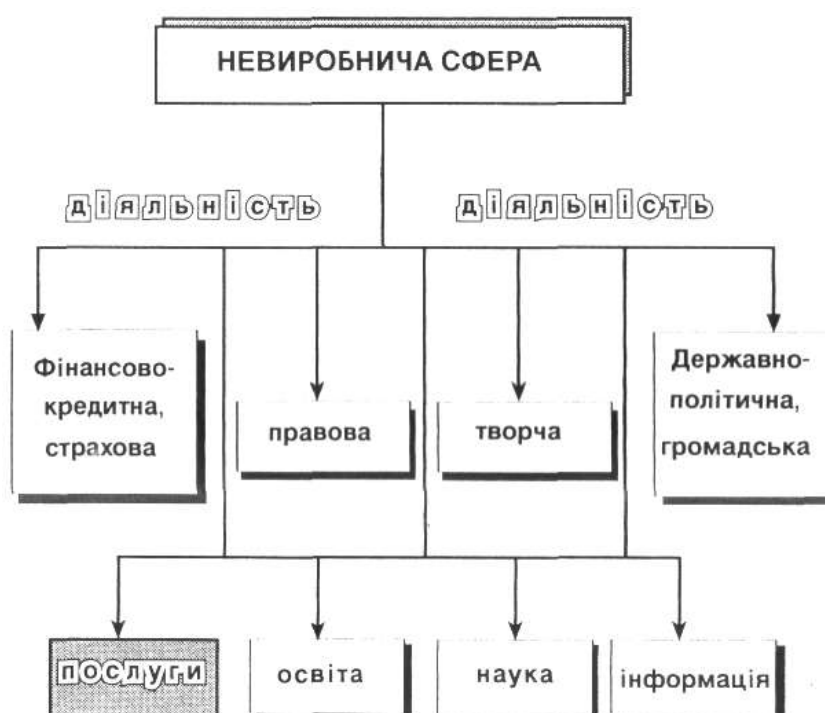 НЕВИРОБНИЧА СФЕРА
діяльність діяльність
Фінансово-
кредитна,
страхова
правова
творча
Державно-
політична,
громадська
послуги
освіта
наука
інформація